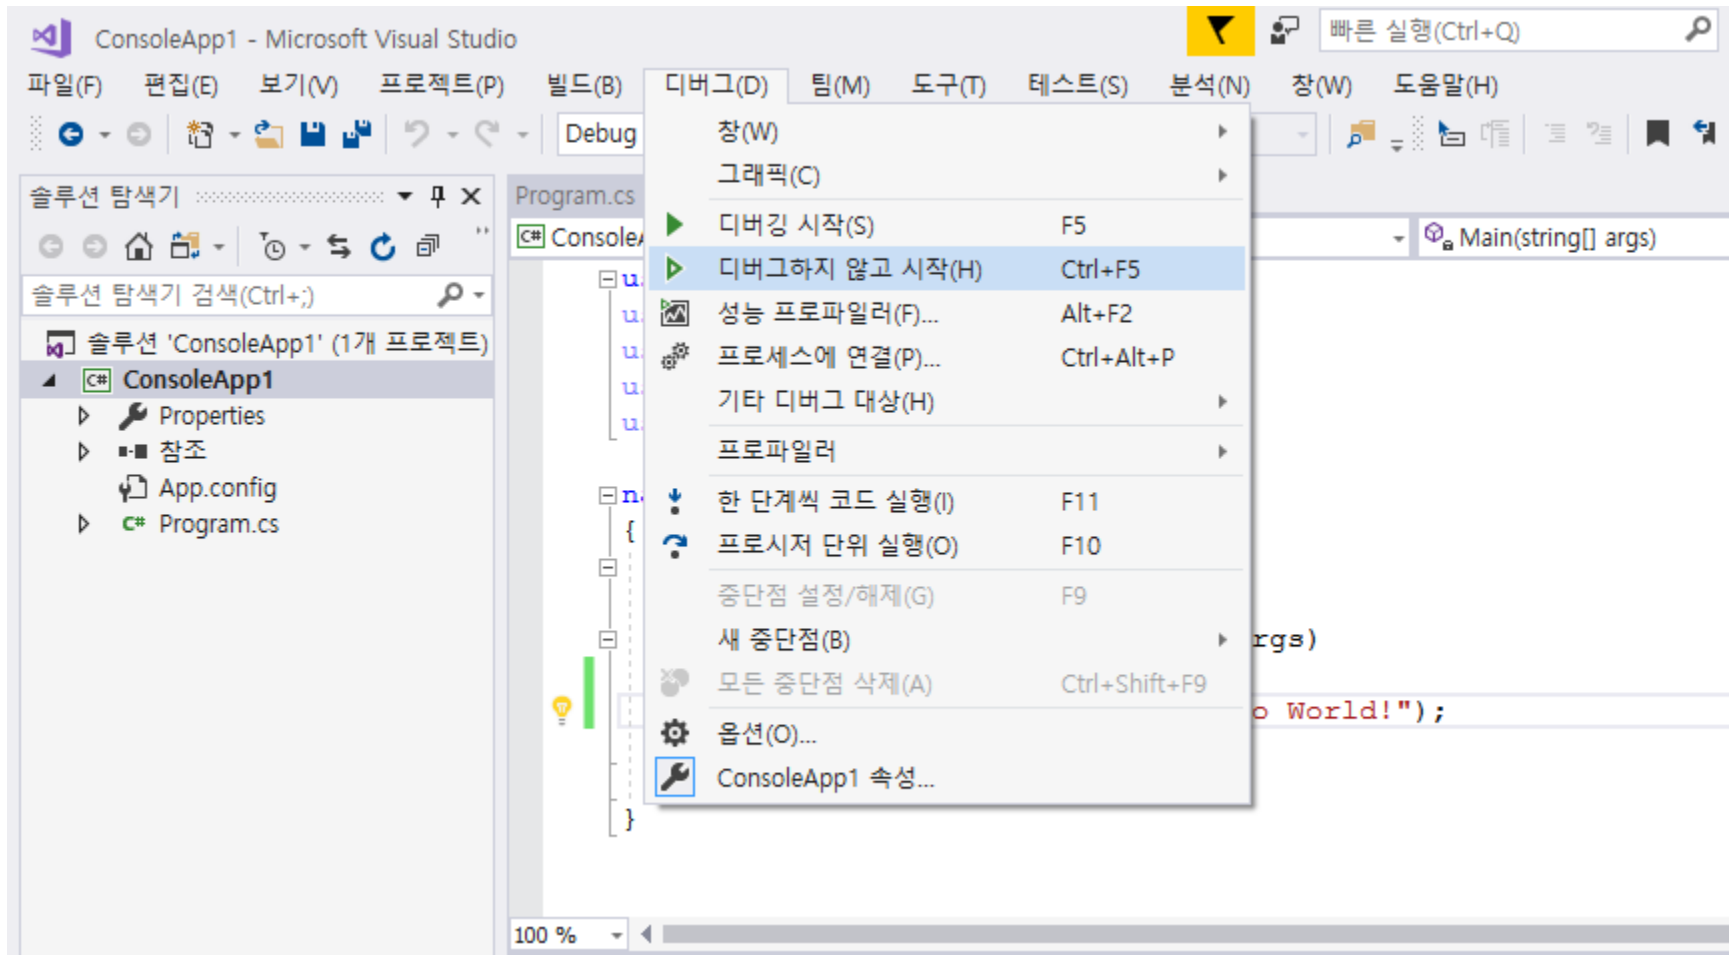 ConsoleApp1 - Microsoft Visual Studio
빠른 실행(Ctrl+Q)
파일(F) 편집(E) 보기(V) 프로젝트(P) 빌드(B) 디버그(D) 팀(M) 도구(T) 테스트(S) 분석(N) 창(W) 도움말(H)
Debug
솔루션 탐색기
솔루션 탐색기 검색(Ctrl+;)
솔루션 'ConsoleApp1' (1개 프로젝트)
C# ConsoleApp1
Properties
참조
App.config
C# Program.cs
Program.cs
C# Console
Main(string[] args)
창(W)
그래픽(C)
디버깅 시작(S) F5
디버그하지 않고 시작(H) Ctrl+F5
성능 프로파일러(F)... Alt+F2
프로세스에 연결(P)... Ctrl+Alt+P
기타 디버그 대상(H)
프로파일러
한 단계씩 코드 실행(I) F11
프로시저 단위 실행(O) F10
중단점 설정/해제(G) F9
새 중단점(B)
모든 중단점 삭제(A) Ctrl+Shift+F9
옵션(O)...
ConsoleApp1 속성...
{
rgs)
o World!");
}
100 %